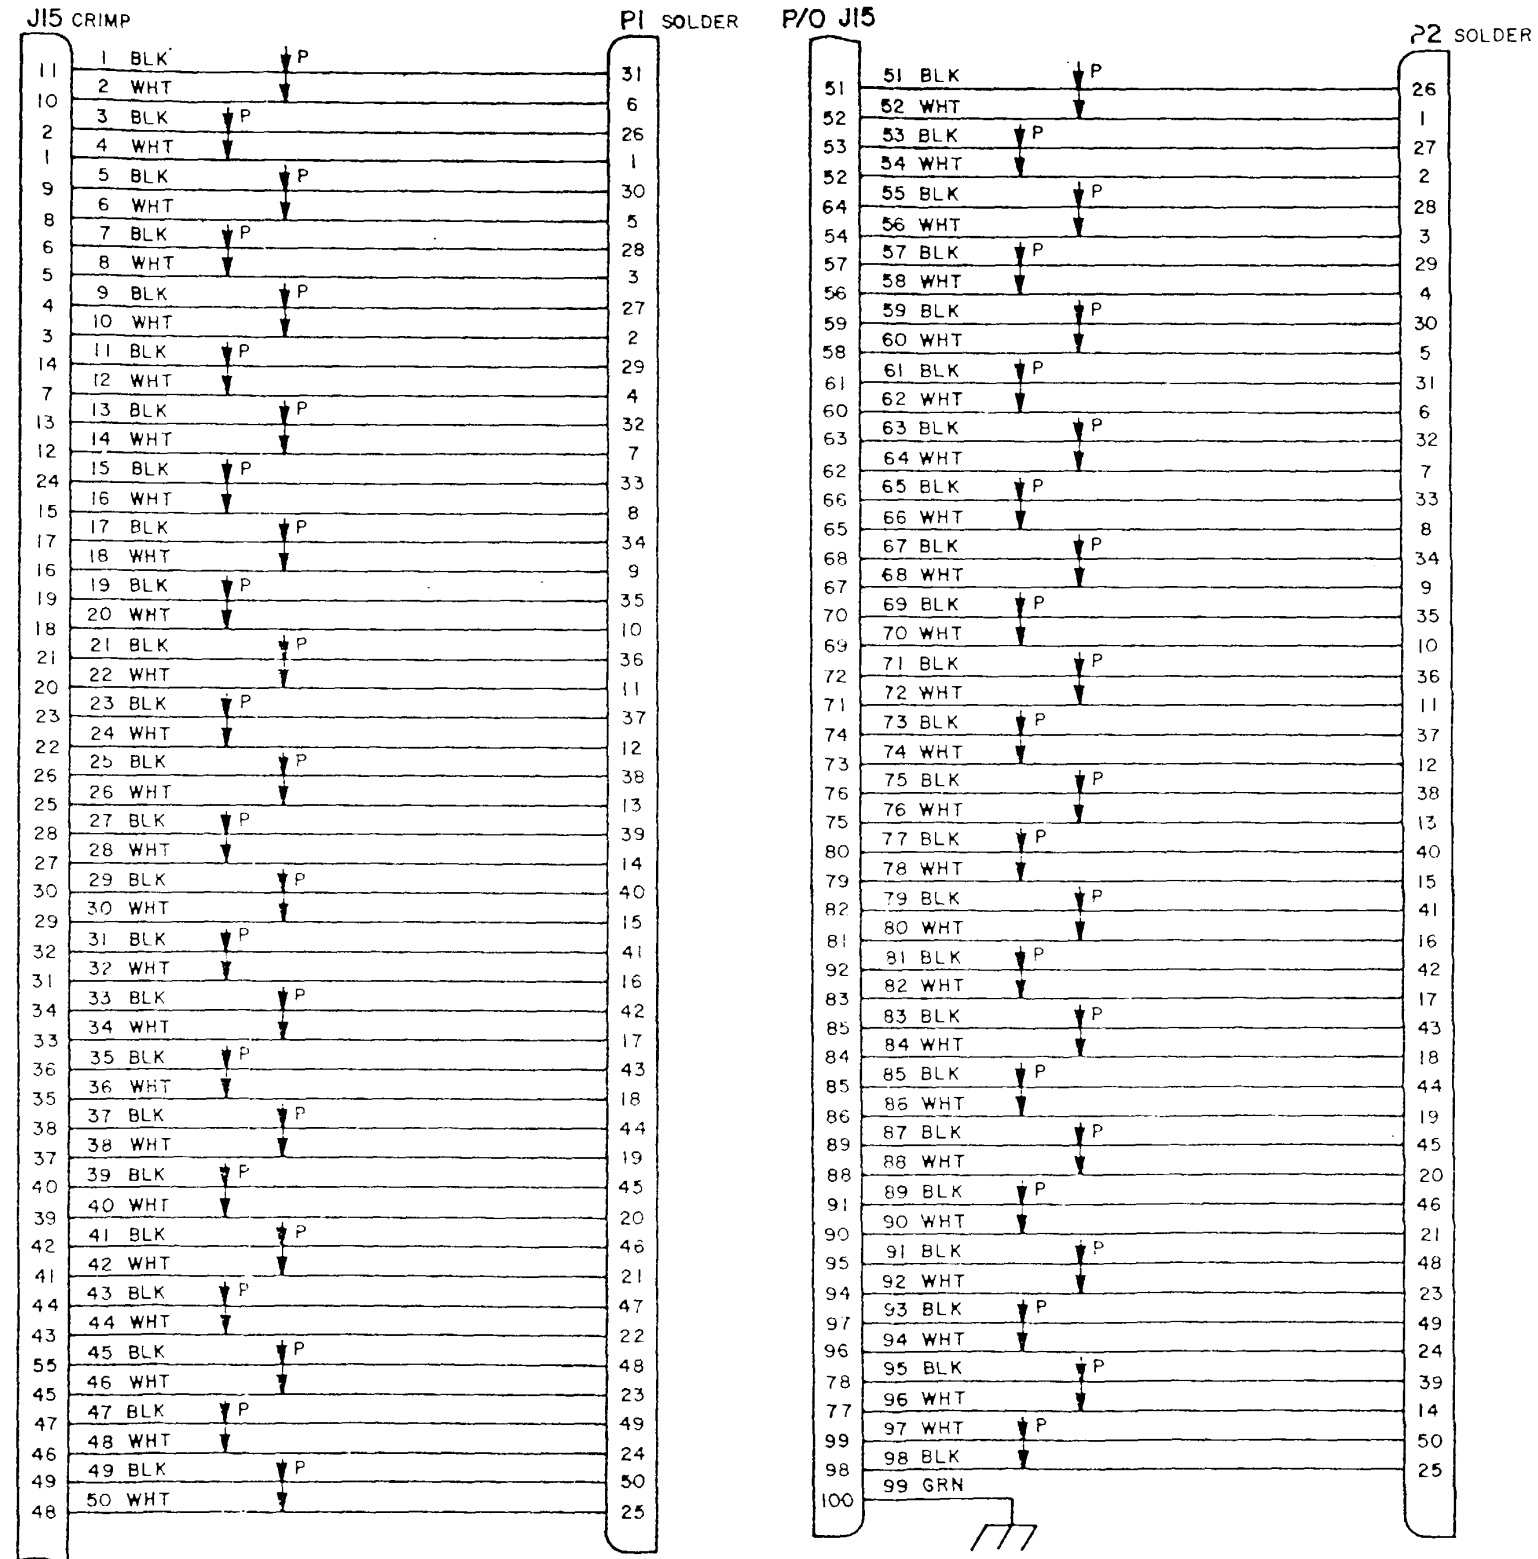 J15 CRIMP P1 SOLDER
1 BLK P
11 31
2 WHT
10 6
3 BLK P
2 26
4 WHT
1 1
5 BLK P
9 30
6 WHT
8 5
7 BLK P
6 28
8 WHT
5 3
9 BLK P
4 27
10 WHT
3 2
11 BLK P
14 29
12 WHT
7 4
13 BLK P
13 32
14 WHT
12 7
15 BLK P
24 33
16 WHT
15 8
17 BLK P
17 34
18 WHT
16 9
19 BLK P
19 35
20 WHT
18 10
21 BLK P
21 36
22 WHT
20 11
23 BLK P
23 37
24 WHT
22 12
25 BLK P
26 38
26 WHT
25 13
27 BLK P
28 39
28 WHT
27 14
29 BLK P
30 40
30 WHT
29 15
31 BLK P
32 41
32 WHT
31 16
33 BLK P
34 42
34 WHT
33 17
35 BLK P
36 43
36 WHT
35 18
37 BLK P
38 44
38 WHT
37 19
39 BLK P
40 45
40 WHT
39 20
41 BLK P
42 46
42 WHT
41 21
43 BLK P
44 47
44 WHT
43 22
45 BLK P
55 48
46 WHT
45 23
47 BLK P
47 49
48 WHT
46 24
49 BLK P
49 50
50 WHT
48 25
P/O J15 P2 SOLDER
51 BLK P
51 26
52 WHT
52 1
53 BLK P
53 27
54 WHT
52 2
55 BLK P
64 28
56 WHT
54 3
57 BLK P
57 29
58 WHT
56 4
59 BLK P
59 30
60 WHT
58 5
61 BLK P
61 31
62 WHT
60 6
63 BLK P
63 32
64 WHT
62 7
65 BLK P
66 33
66 WHT
65 8
67 BLK P
68 34
68 WHT
67 9
69 BLK P
70 35
70 WHT
69 10
71 BLK P
72 36
72 WHT
71 11
73 BLK P
74 37
74 WHT
73 12
75 BLK P
76 38
76 WHT
75 13
77 BLK P
80 40
78 WHT
79 15
79 BLK P
82 41
80 WHT
81 16
81 BLK P
92 42
82 WHT
83 17
83 BLK P
85 43
84 WHT
84 18
85 BLK P
85 44
86 WHT
86 19
87 BLK P
89 45
88 WHT
88 20
89 BLK P
91 46
90 WHT
90 21
91 BLK P
95 48
92 WHT
94 23
93 BLK P
97 49
94 WHT
96 24
95 BLK P
78 39
96 WHT
77 14
97 WHT P
99 50
98 BLK
98 25
99 GRN
100